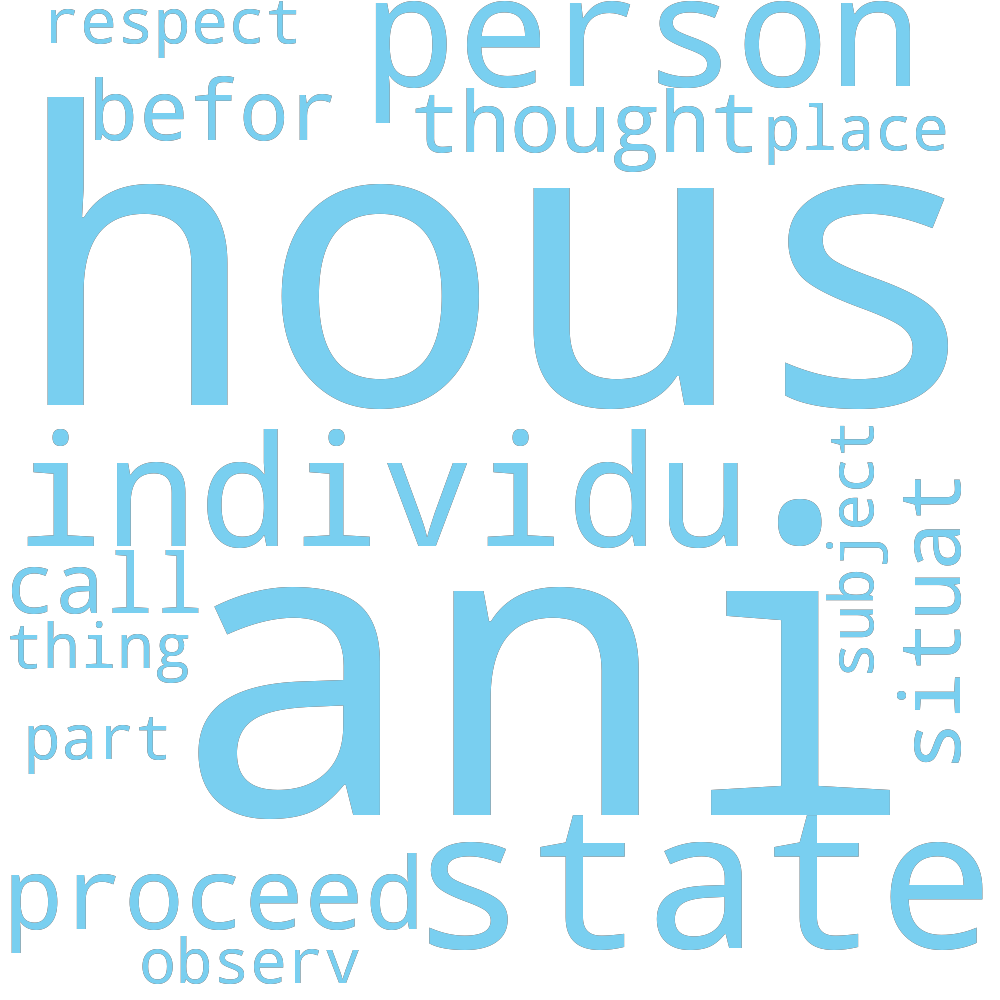 respect
person
befor
thought
place
hous
individu
subject
situat
call
ani
thing
part
state
proceed
observ